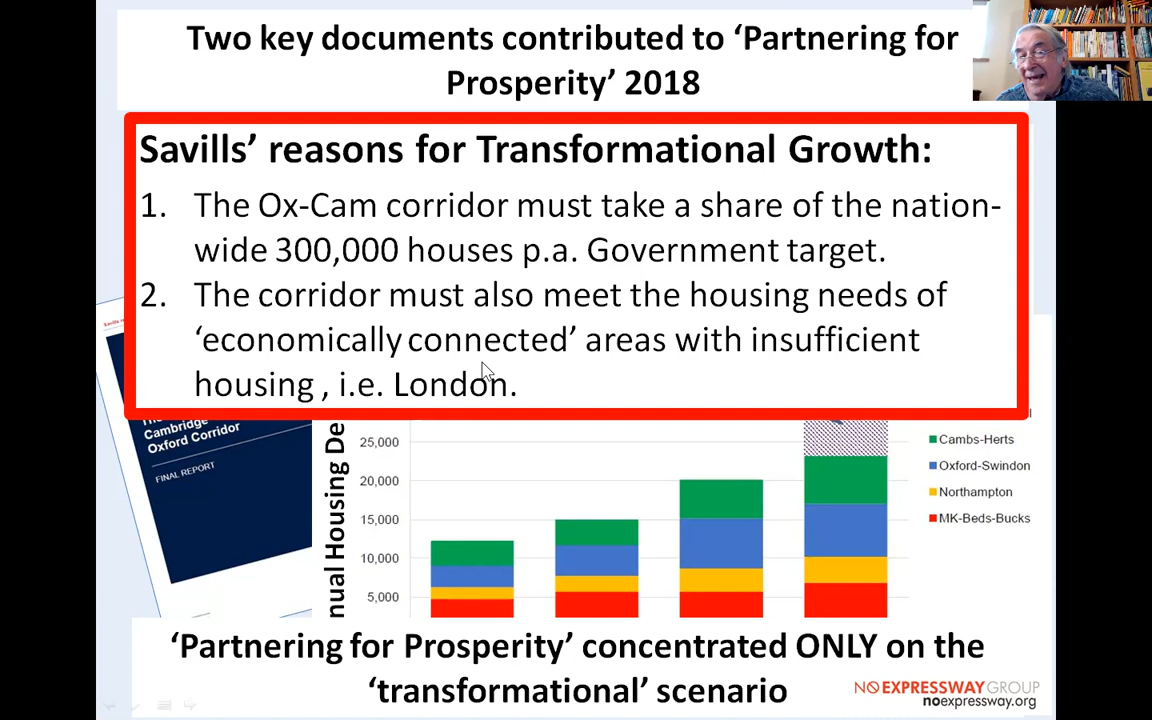 Two key documents contributed to ‘Partnering for
Prosperity’ 2018
Savills’ reasons for Transformational Growth:
1. The Ox-Cam corridor must take a share of the nation-
wide 300,000 houses p.a. Government target.
2. The corridor must also meet the housing needs of
‘economically connected’ areas with insufficient
housing , i.e. London.
Savills
Cambridge
Oxford Corridor
FINAL REPORT
nual Housing De
25,000
20,000
15,000
10,000
5,000
Cambs-Herts
Oxford-Swindon
Northampton
MK-Beds-Bucks
‘Partnering for Prosperity’ concentrated ONLY on the
‘transformational’ scenario
NO EXPRESSWAY GROUP
noexpressway.org